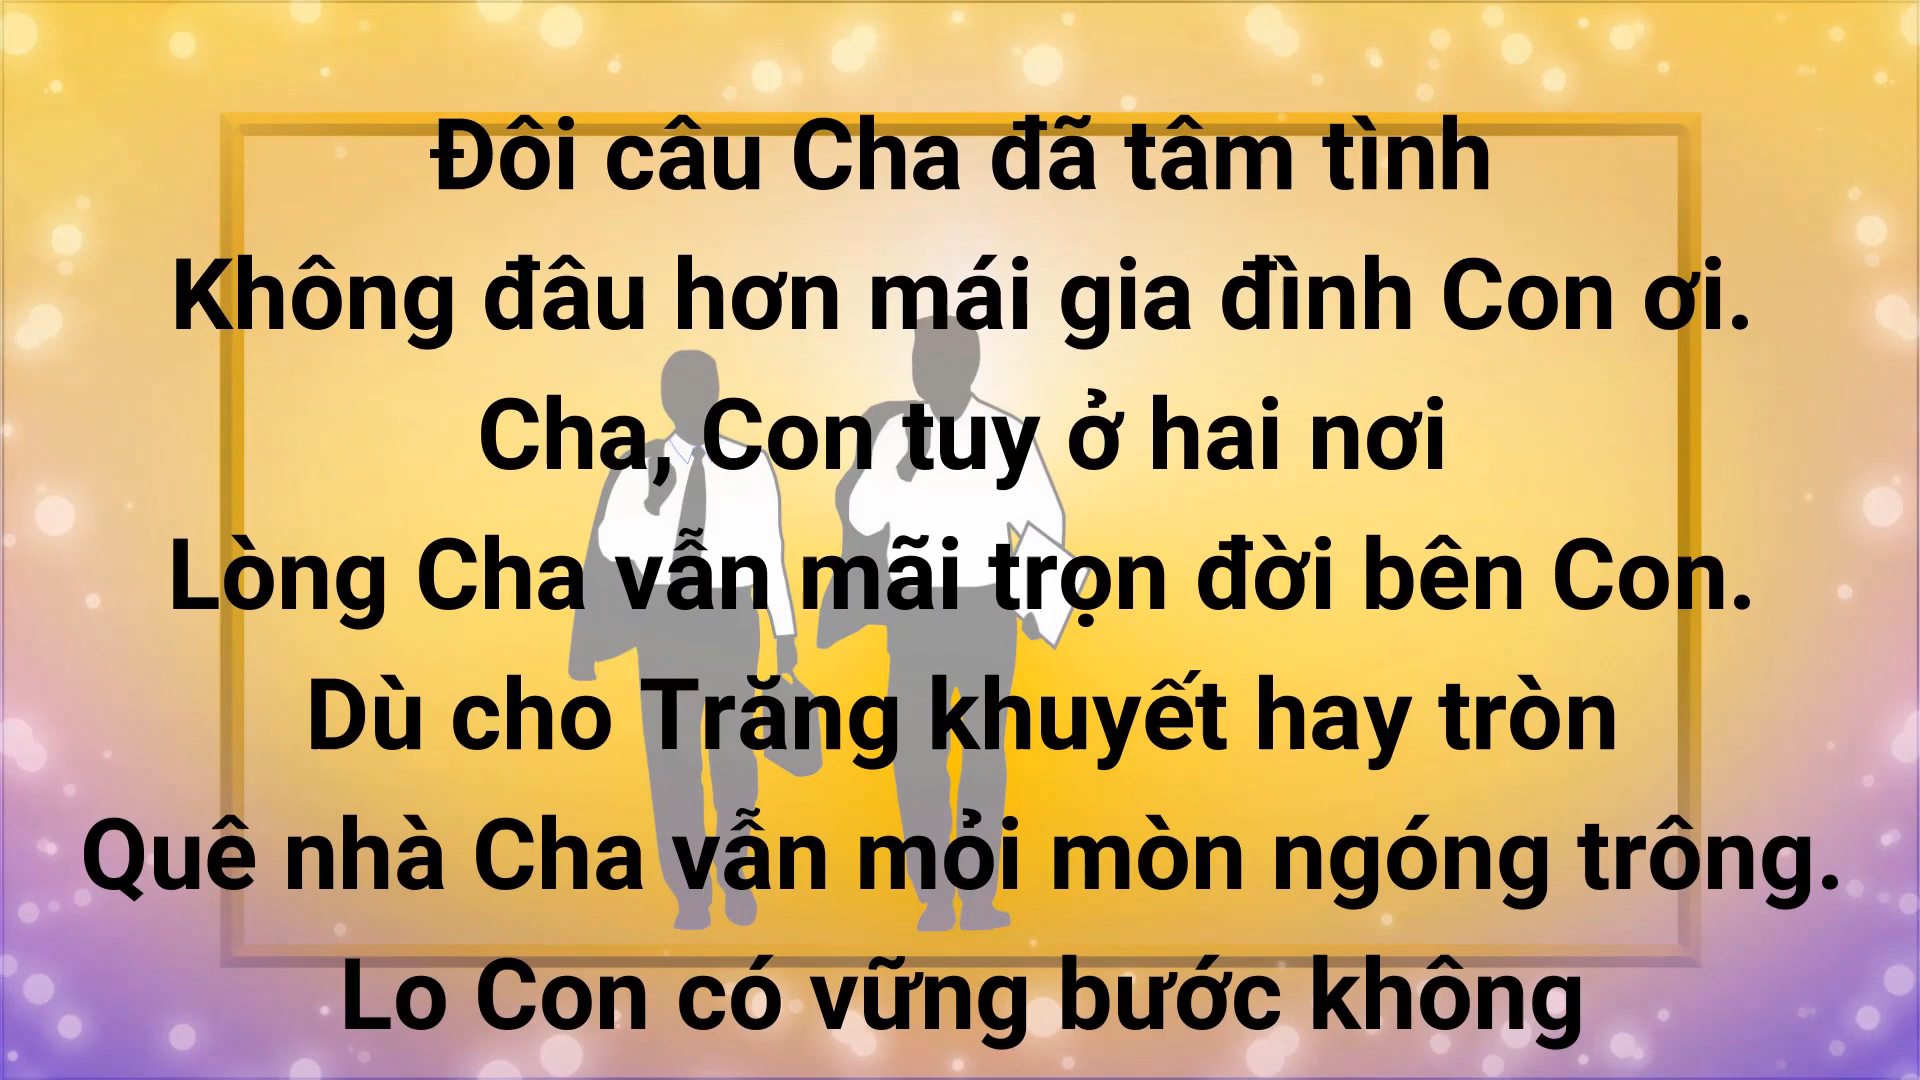 Đôi câu Cha đã tâm tình
Không đâu hơn mái gia đình Con ơi.
Cha, Con tuy ở hai nơi
Lòng Cha vẫn mãi trọn đời bên Con.
Dù cho Trăng khuyết hay tròn
Quê nhà Cha vẫn mỏi mòn ngóng trông.
Lo Con có vững bước không